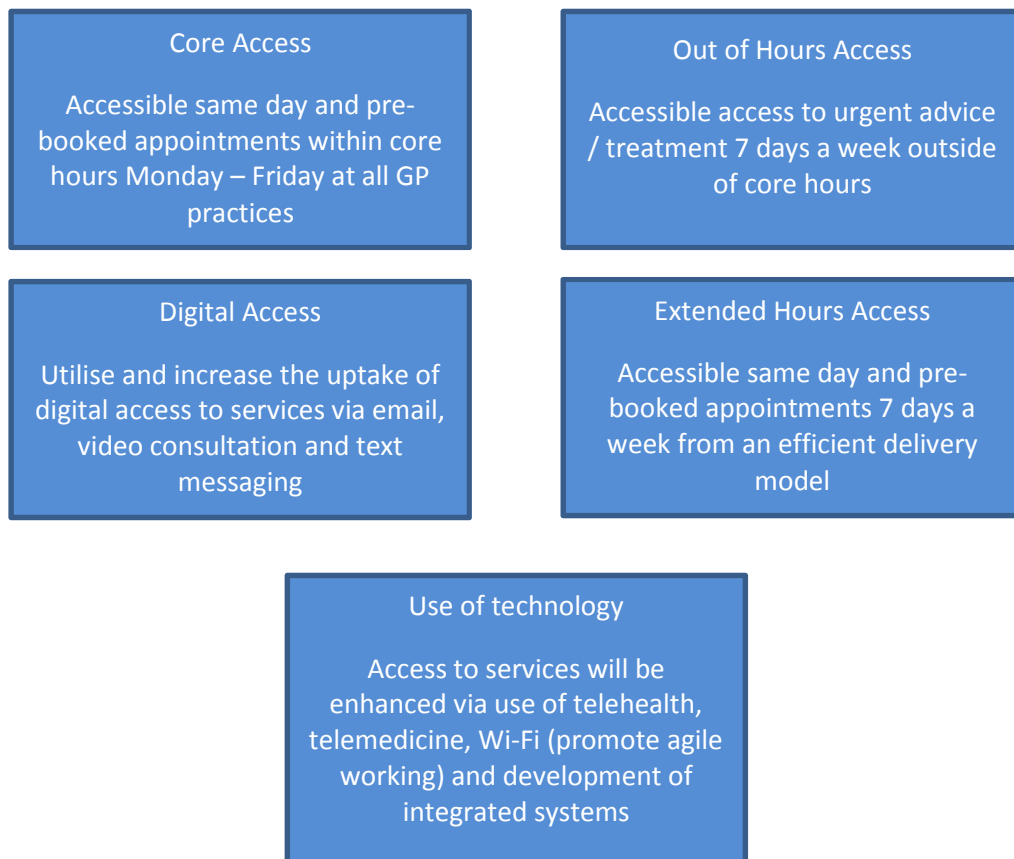 Core Access
Accessible same day and pre-
booked appointments within core
hours Monday – Friday at all GP
practices
Out of Hours Access
Accessible access to urgent advice
/ treatment 7 days a week outside
of core hours
Digital Access
Utilise and increase the uptake of
digital access to services via email,
video consultation and text
messaging
Extended Hours Access
Accessible same day and pre-
booked appointments 7 days a
week from an efficient delivery
model
Use of technology
Access to services will be
enhanced via use of telehealth,
telemedicine, Wi-Fi (promote agile
working) and development of
integrated systems